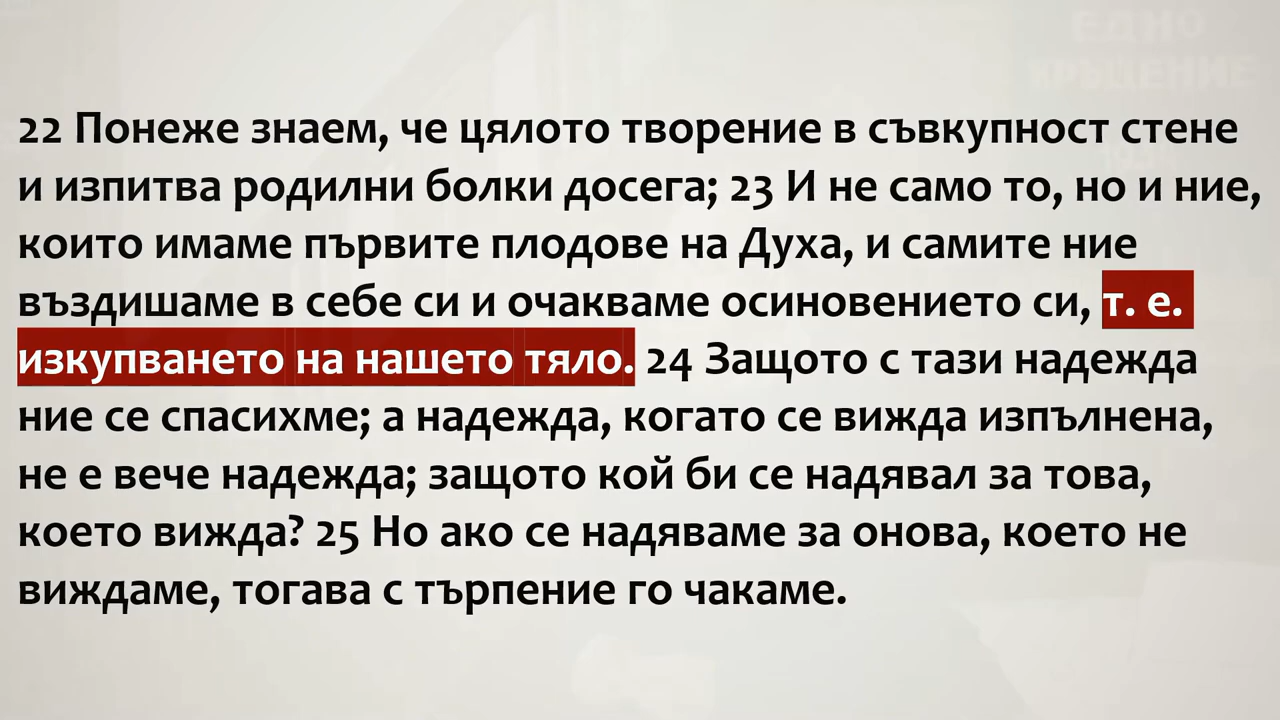 ЕДНО
КРЪЩЕНИЕ
22 Понеже знаем, че цялото творение в съвкупност стене
и изпитва родилни болки досега; 23 И не само то, но и ние,
които имаме първите плодове на Духа, и самите ние
въздишаме в себе си и очакваме осиновението си, т. е.
изкупването на нашето тяло. 24 Защото с тази надежда
ние се спасихме; а надежда, когато се вижда изпълнена,
не е вече надежда; защото кой би се надявал за това,
което вижда? 25 Но ако се надяваме за онова, което не
виждаме, тогава с търпение го чакаме.